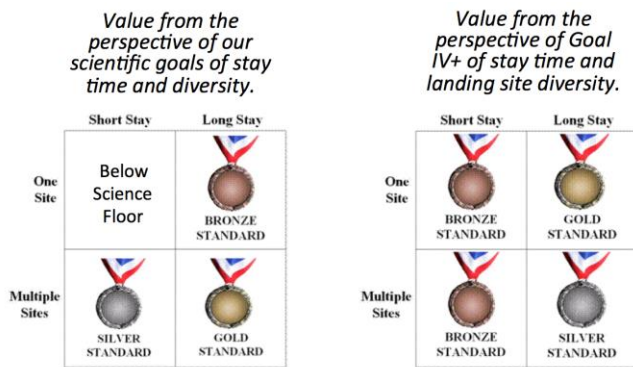 Value from the
perspective of our
scientific goals of stay
time and diversity.
Short Stay Long Stay
One
Site
Below
Science
Floor
BRONZE
STANDARD
Multiple
Sites
SILVER
STANDARD
GOLD
STANDARD
Value from the
perspective of Goal
IV+ of stay time and
landing site diversity.
Short Stay Long Stay
One
Site
BRONZE
STANDARD
GOLD
STANDARD
Multiple
Sites
BRONZE
STANDARD
SILVER
STANDARD